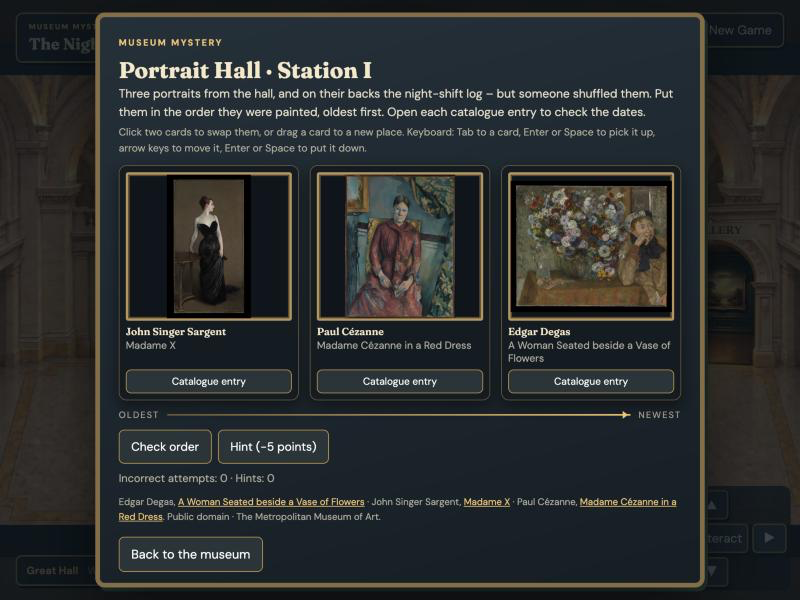 MUSEUM MYST
The Nigh
New Game
MUSEUM MYSTERY
Portrait Hall · Station I
Three portraits from the hall, and on their backs the night-shift log – but someone shuffled them. Put
them in the order they were painted, oldest first. Open each catalogue entry to check the dates.
Click two cards to swap them, or drag a card to a new place. Keyboard: Tab to a card, Enter or Space to pick it up,
arrow keys to move it, Enter or Space to put it down.
John Singer Sargent
Madame X
Catalogue entry
Paul Cézanne
Madame Cézanne in a Red Dress
Catalogue entry
Edgar Degas
A Woman Seated beside a Vase of
Flowers
Catalogue entry
OLDEST
NEWEST
Check order
Hint (−5 points)
Incorrect attempts: 0 · Hints: 0
Edgar Degas, A Woman Seated beside a Vase of Flowers · John Singer Sargent, Madame X · Paul Cézanne, Madame Cézanne in a
Red Dress. Public domain · The Metropolitan Museum of Art.
Back to the museum
LLERY
teract
Great Hall
W